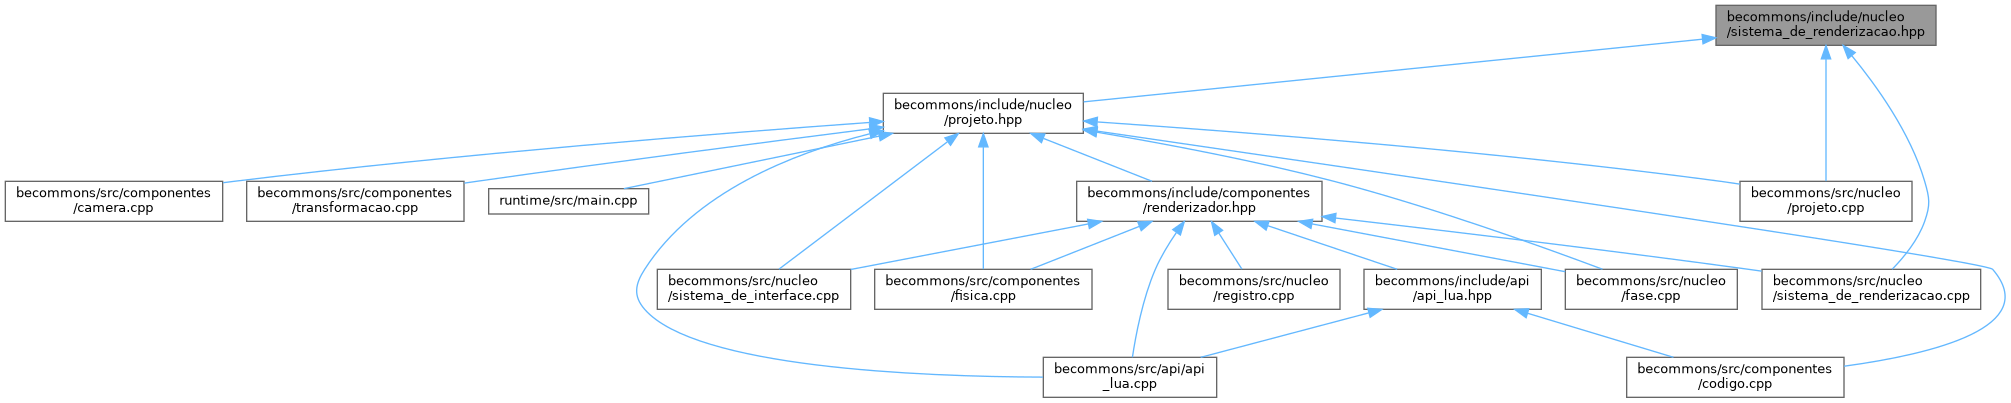 becommons/include/nucleo
/sistema_de_renderizacao.hpp
becommons/include/nucleo
/projeto.hpp
becommons/src/componentes
/camera.cpp
becommons/src/componentes
/transformacao.cpp
runtime/src/main.cpp
becommons/include/componentes
/renderizador.hpp
becommons/src/nucleo
/projeto.cpp
becommons/src/nucleo
/sistema_de_interface.cpp
becommons/src/componentes
/fisica.cpp
becommons/src/nucleo
/registro.cpp
becommons/include/api
/api_lua.hpp
becommons/src/nucleo
/fase.cpp
becommons/src/nucleo
/sistema_de_renderizacao.cpp
becommons/src/api/api
_lua.cpp
becommons/src/componentes
/codigo.cpp